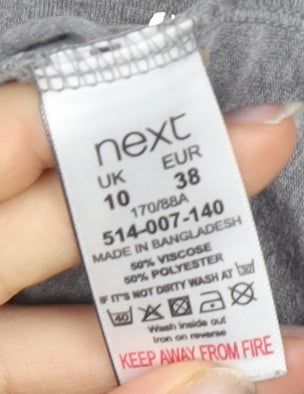 next
UK EUR
10 38
170/88A
514-007-140
MADE IN BANGLADESH
50% VISCOSE
50% POLYESTER
IF IT'S NOT DIRTY WASH AT
40
Wash inside out
Iron on reverse
KEEP AWAY FROM FIRE